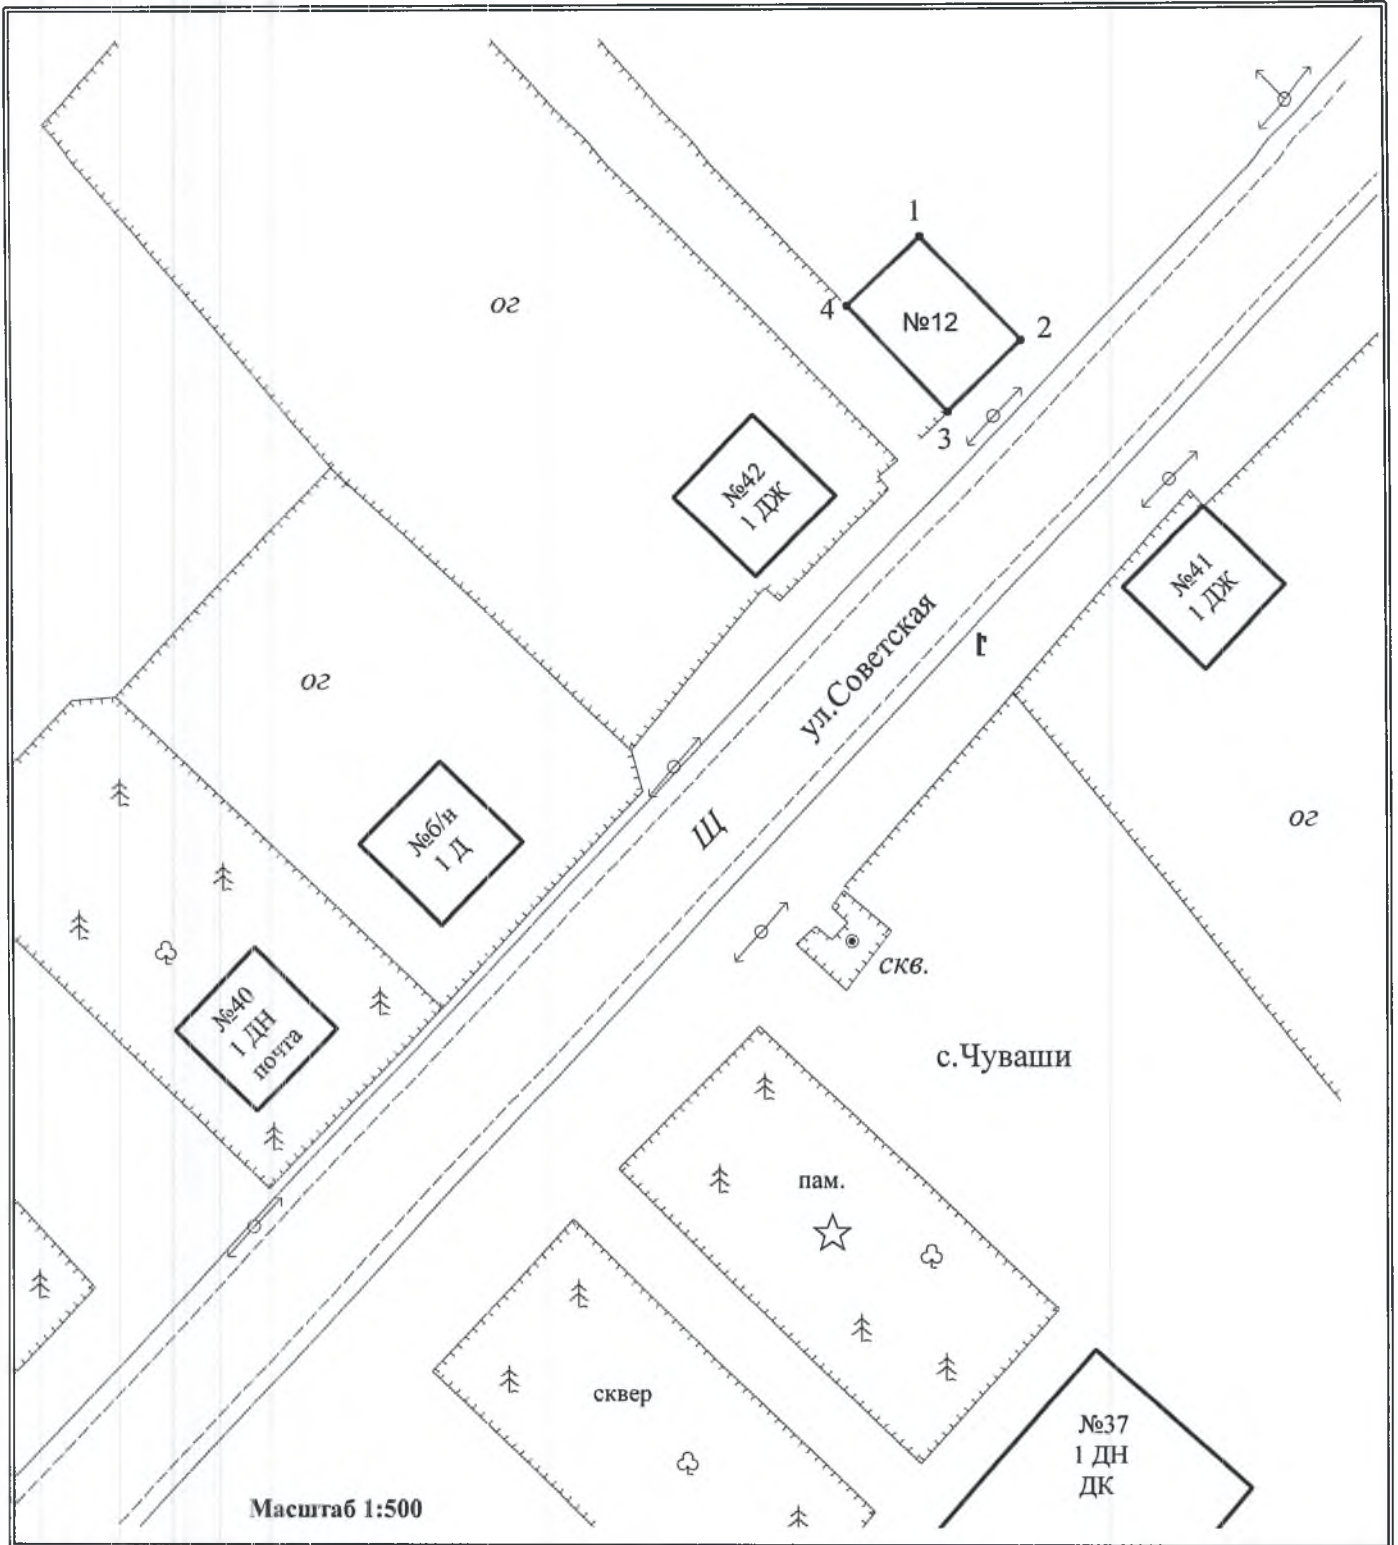 1
ог
4
№12
2
3
№42
1 ДЖ
№41
1 ДЖ
ул.Советская
ог
Щ
ог
№б/н
1 Д
скв.
№40
1 ДН
почта
с.Чуваши
пам.
сквер
№37
1 ДН
ДК
Масштаб 1:500